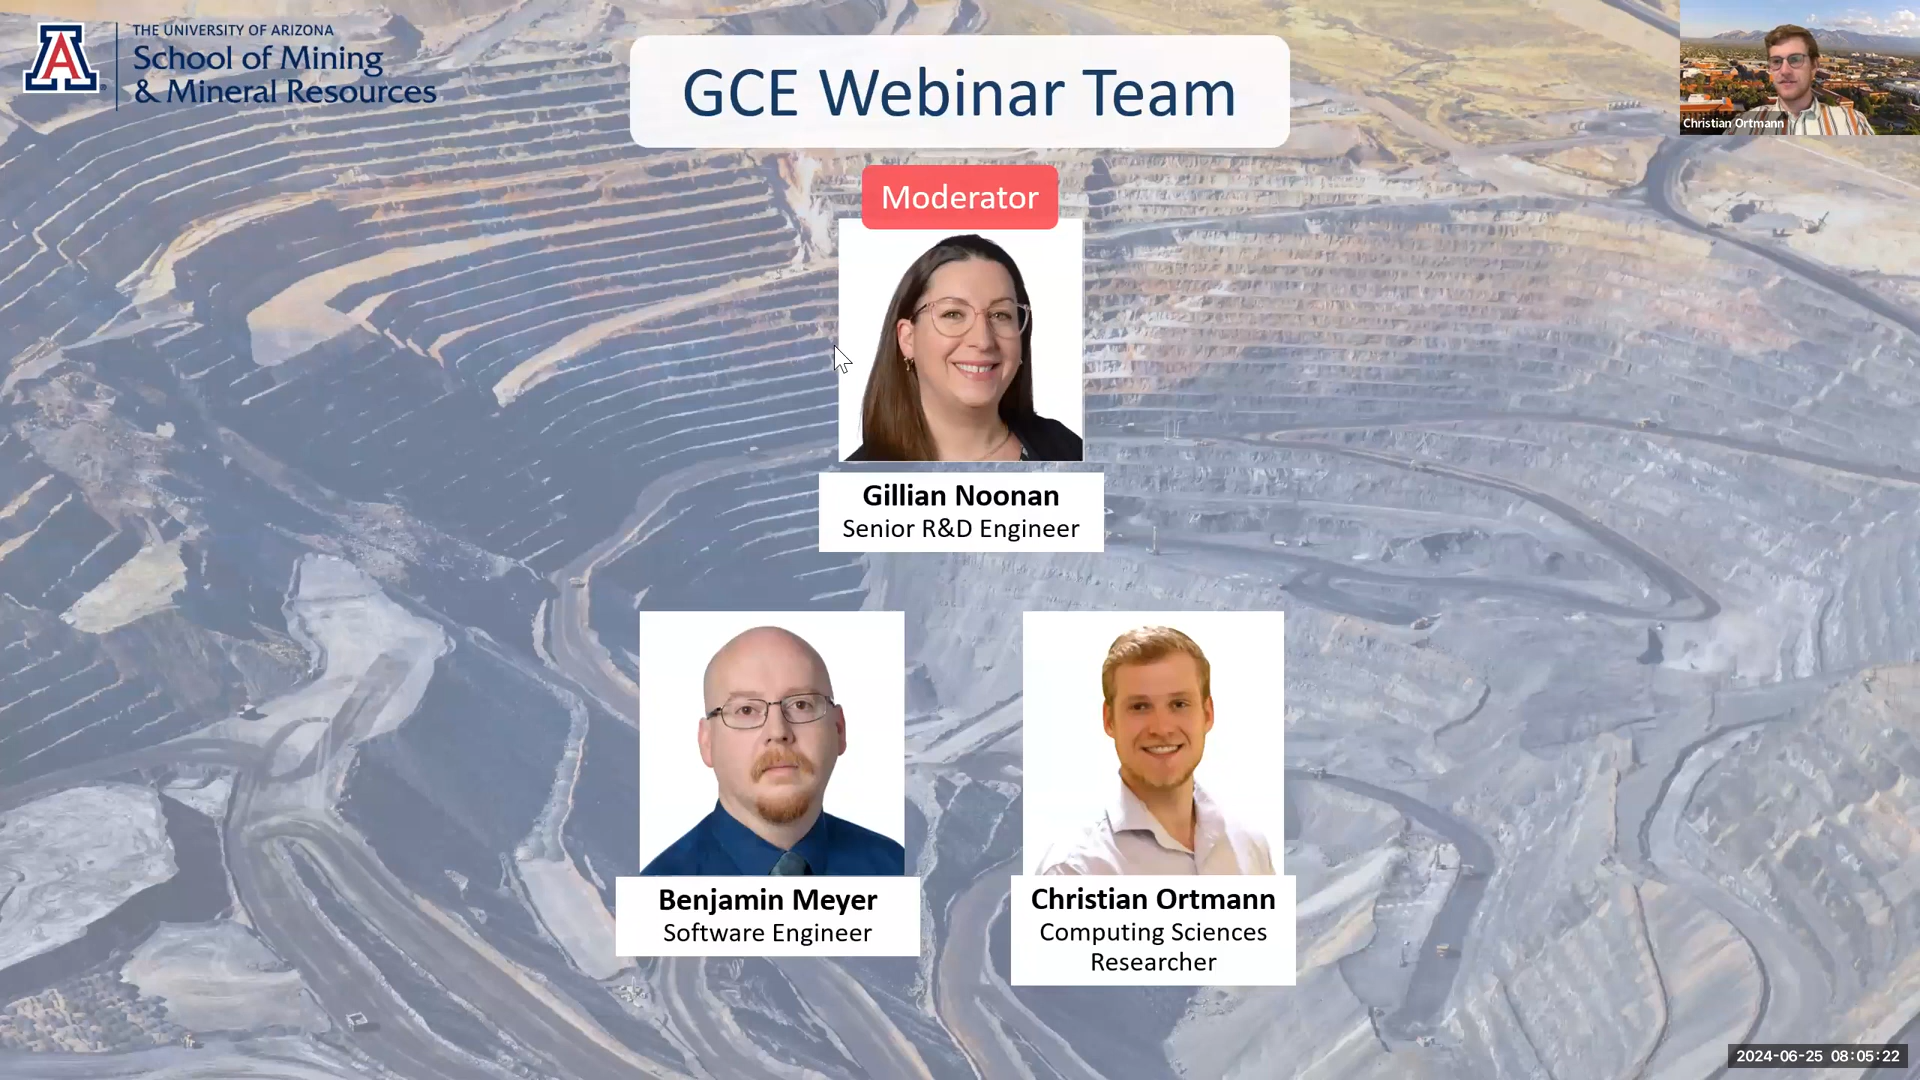 THE UNIVERSITY OF ARIZONA
School of Mining
& Mineral Resources
GCE Webinar Team
Christian Ortmann
Moderator
Gillian Noonan
Senior R&D Engineer
Benjamin Meyer
Software Engineer
Christian Ortmann
Computing Sciences
Researcher
2024-06-25 08:05:22